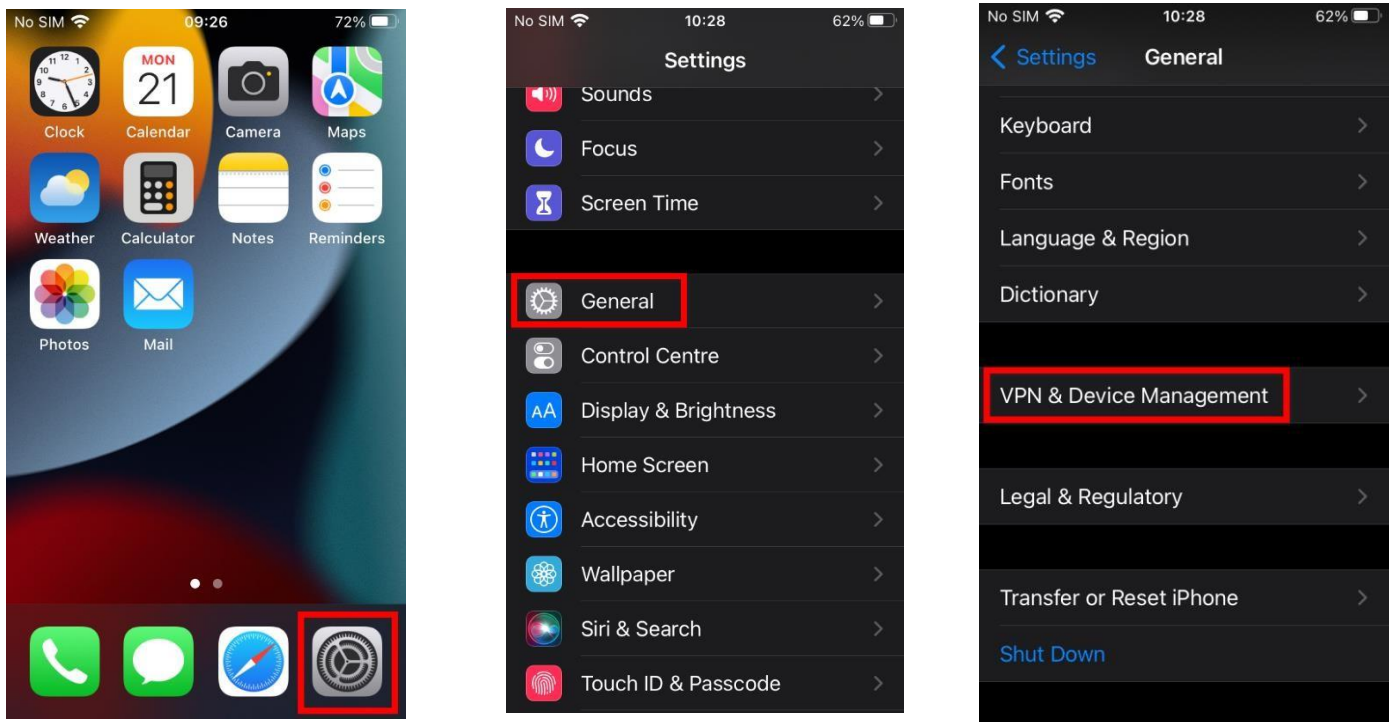 No SIM 09:26 72%
MON
21
Clock Calendar Camera Maps
Weather Calculator Notes Reminders
Photos Mail
No SIM 10:28 62%
Settings
Sounds
Focus
Screen Time
General
Control Centre
AA Display & Brightness
Home Screen
Accessibility
Wallpaper
Siri & Search
Touch ID & Passcode
No SIM 10:28 62%
Settings General
Keyboard
Fonts
Language & Region
Dictionary
VPN & Device Management
Legal & Regulatory
Transfer or Reset iPhone
Shut Down